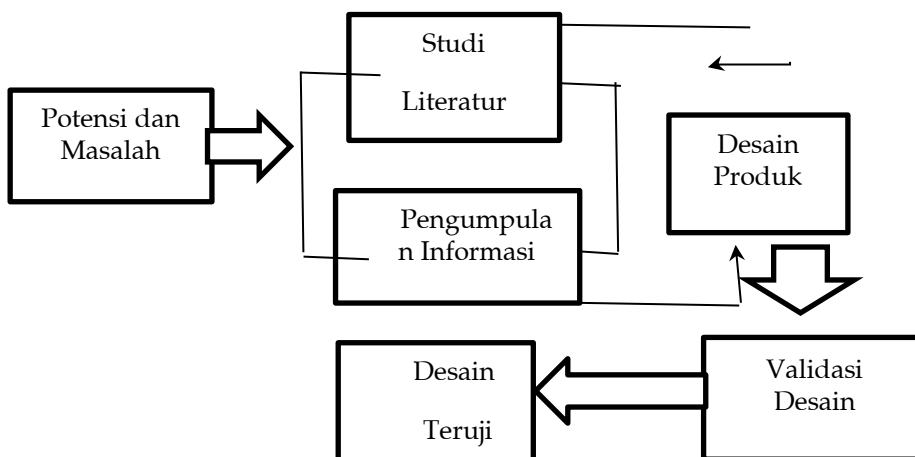 Potensi dan
Masalah
Studi
Literatur
Pengumpula
n Informasi
Desain
Produk
Validasi
Desain
Desain
Teruji